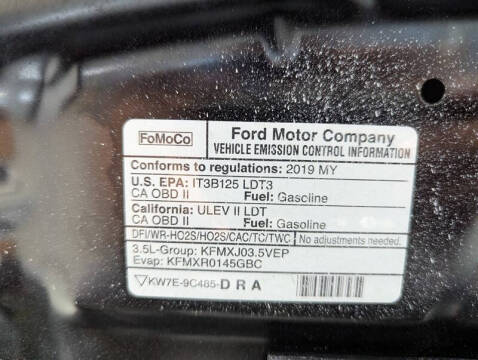 FoMoCo
Ford Motor Company
VEHICLE EMISSION CONTROL INFORMATION
Conforms to regulations: 2019 MY
U.S. EPA: IT3B125 LDT3
CA OBD II Fuel: Gasoline
California: ULEV II LDT
CA OBD II Fuel: Gasoline
DFI/WR-HO2S/HO2S/CAC/TC/TWC No adjustments needed.
3.5L-Group: KFMXJ03.5VEP
Evap: KFMXR0145GBC
KW7E-9C485-DRA